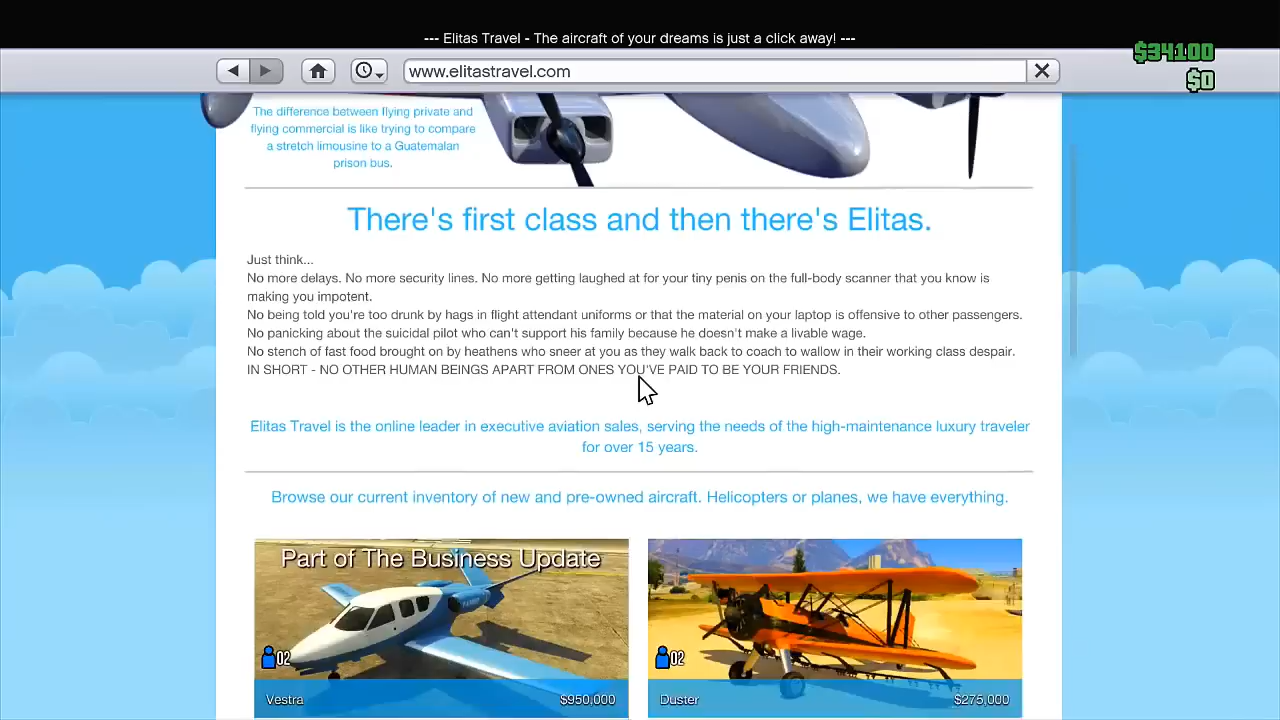 --- Elitas Travel - The aircraft of your dreams is just a click away! ---
$34100
www.elitastravel.com
$0
The difference between flying private and
flying commercial is like trying to compare
a stretch limousine to a Guatemalan
prison bus.
There's first class and then there's Elitas.
Just think...
No more delays. No more security lines. No more getting laughed at for your tiny penis on the full-body scanner that you know is
making you impotent.
No being told you're too drunk by hags in flight attendant uniforms or that the material on your laptop is offensive to other passengers.
No panicking about the suicidal pilot who can't support his family because he doesn't make a livable wage.
No stench of fast food brought on by heathens who sneer at you as they walk back to coach to wallow in their working class despair.
IN SHORT - NO OTHER HUMAN BEINGS APART FROM ONES YOU'VE PAID TO BE YOUR FRIENDS.
Elitas Travel is the online leader in executive aviation sales, serving the needs of the high-maintenance luxury traveler
for over 15 years.
Browse our current inventory of new and pre-owned aircraft. Helicopters or planes, we have everything.
Part of The Business Update
02
Vestra $950,000
02
Duster $275,000